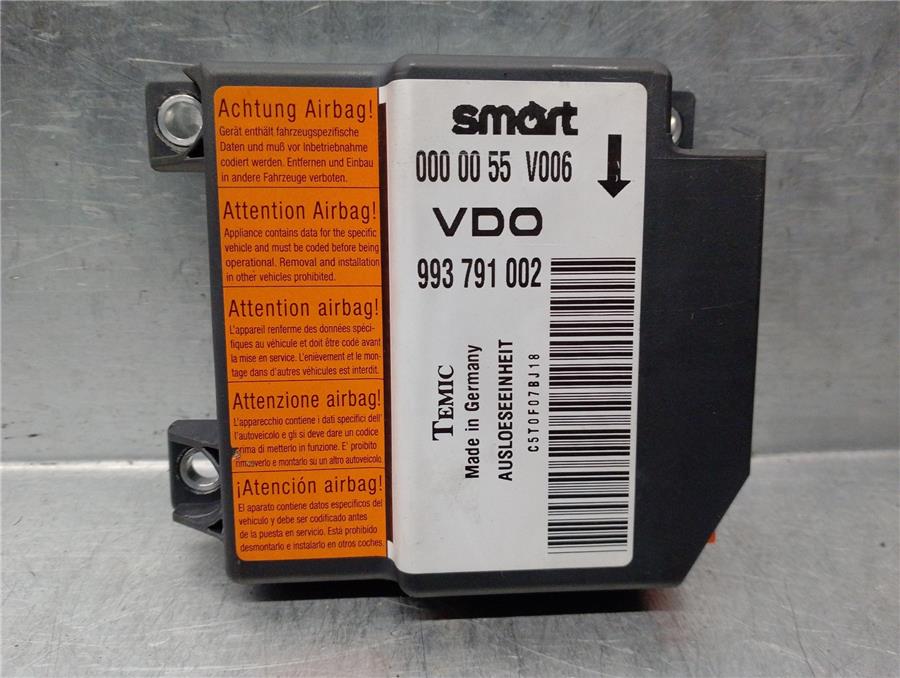 Achtung Airbag!
Gerät enthält fahrzeugspezifische
Daten und muß vor Inbetriebnahme
codiert werden. Entfernen und Einbau
in andere Fahrzeuge verboten.
Attention Airbag!
Appliance contains data for the specific
vehicle and must be coded before being
operational. Removal and installation
in other vehicles prohibited.
Attention airbag!
L'appareil renferme des données spéci-
fiques au véhicule et doit être codé avant
la mise en service. L'enlèvement et le mon-
tage dans d'autres véhicules est interdit.
Attenzione airbag!
L'apparecchio contiene i dati specifici dell'
l'autoveicolo e gli si deve dare un codice
prima di metterlo in funzione. E' proibito
rimuoverlo e montarlo su un altro autoveicolo.
¡Atención airbag!
El aparato contiene datos específicos del
vehículo y debe ser codificado antes
de la puesta en servicio. Está prohibido
desmontarlo e instalarlo en otros coches.
smart
000 00 55 V006
VDO
993 791 002
TEMIC
Made in Germany
AUSLOESEEINHEIT
C5T0F07BJ18